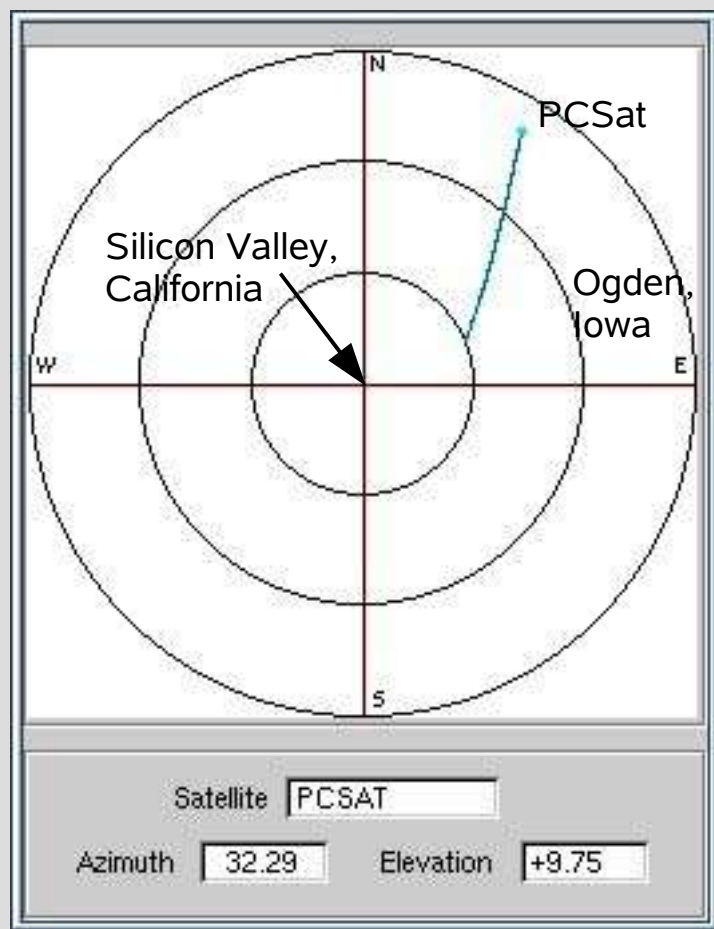 N
PCSat
Silicon Valley,
California
Ogden,
Iowa
W
E
S
Satellite PCSAT
Azimuth 32.29 Elevation +9.75